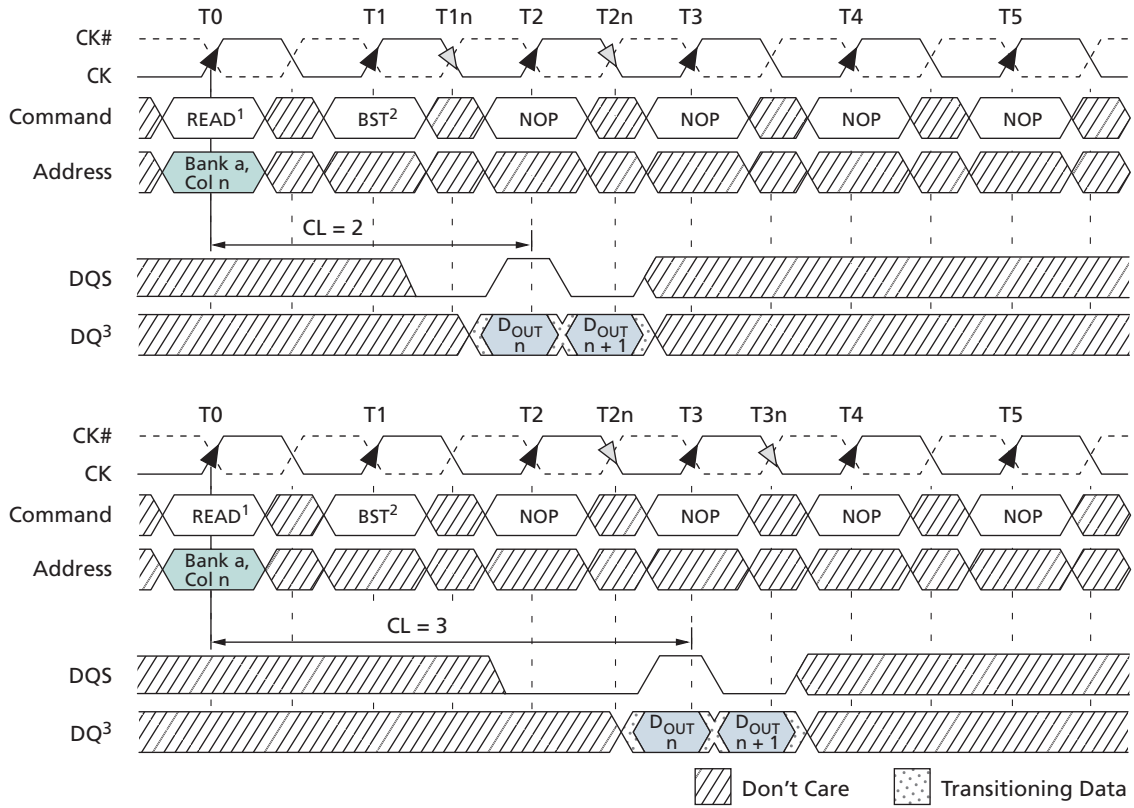 T0 T1 T1n T2 T2n T3 T4 T5
CK#
CK
Command READ1 BST2 NOP NOP NOP NOP
Address Bank a,
Col n
CL = 2
DQS
DQ3 DOUT
n DOUT
n + 1
T0 T1 T2 T2n T3 T3n T4 T5
CK#
CK
Command READ1 BST2 NOP NOP NOP NOP
Address Bank a,
Col n
CL = 3
DQS
DQ3 DOUT
n DOUT
n + 1
Don't Care Transitioning Data